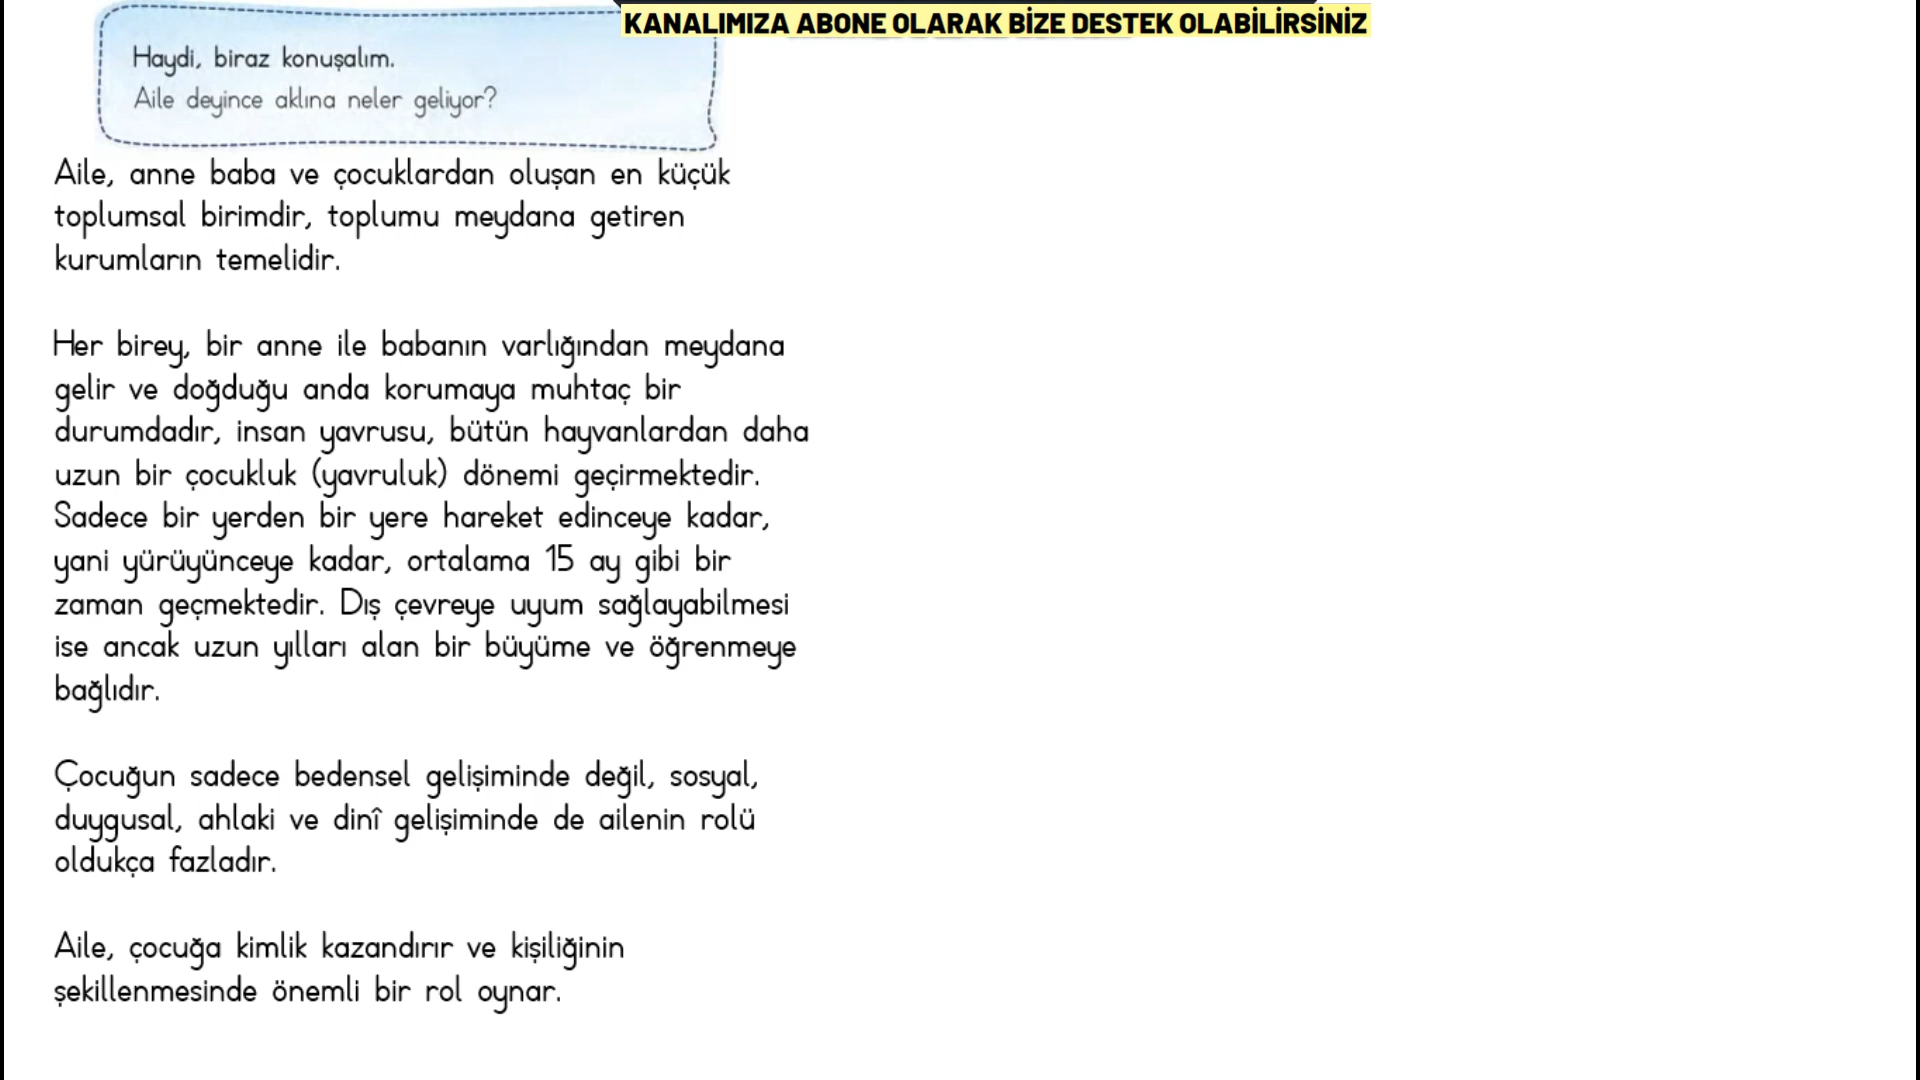 KANALIMIZA ABONE OLARAK BİZE DESTEK OLABİLİRSİNİZ
Haydi, biraz konuşalım.
Aile deyince aklına neler geliyor?
Aile, anne baba ve çocuklardan oluşan en küçük
toplumsal birimdir, toplumu meydana getiren
kurumların temelidir.
Her birey, bir anne ile babanın varlığından meydana
gelir ve doğduğu anda korumaya muhtaç bir
durumdadır, insan yavrusu, bütün hayvanlardan daha
uzun bir çocukluk (yavruluk) dönemi geçirmektedir.
Sadece bir yerden bir yere hareket edinceye kadar,
yani yürüyünceye kadar, ortalama 15 ay gibi bir
zaman geçmektedir. Dış çevreye uyum sağlayabilmesi
ise ancak uzun yılları alan bir büyüme ve öğrenmeye
bağlıdır.
Çocuğun sadece bedensel gelişiminde değil, sosyal,
duygusal, ahlaki ve dinî gelişiminde de ailenin rolü
oldukça fazladır.
Aile, çocuğa kimlik kazandırır ve kişiliğinin
şekillenmesinde önemli bir rol oynar.